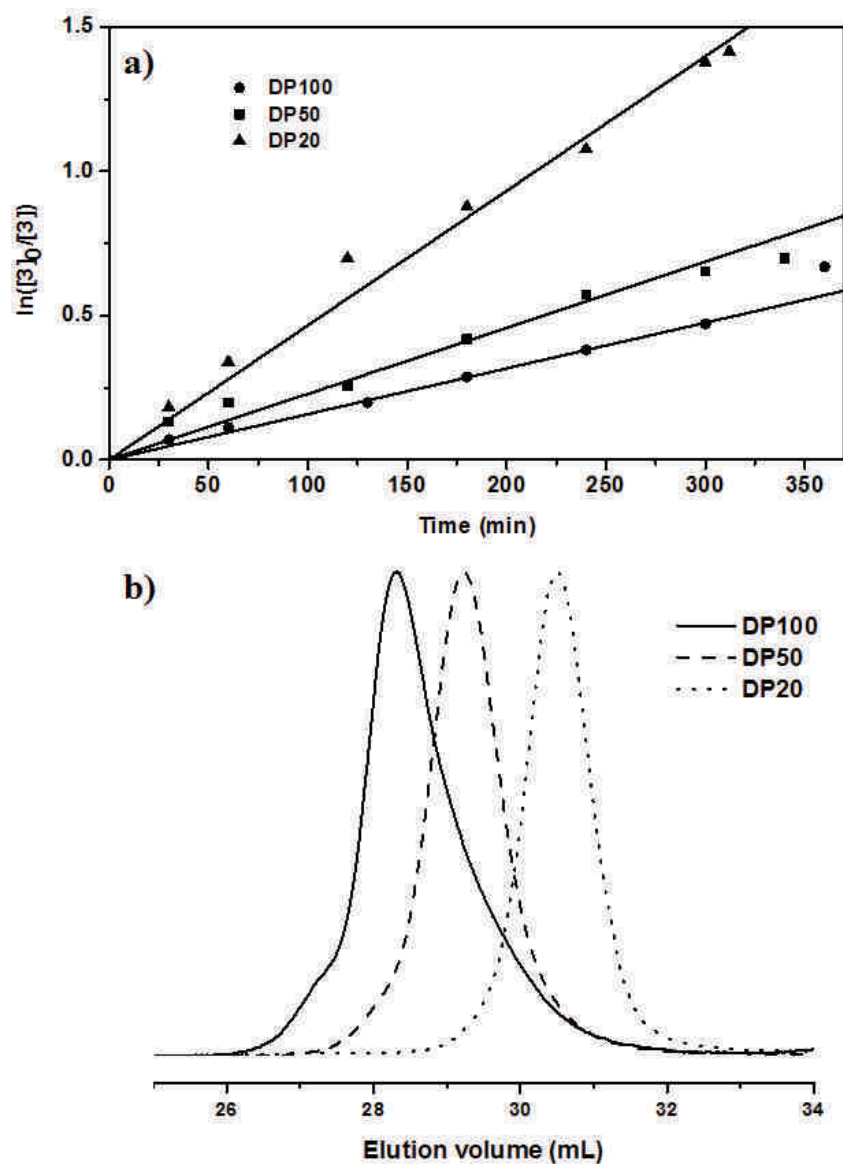 a)
DP100
DP50
DP20
1.5
1.0
0.5
0.0
ln([3]0/[3])
0 50 100 150 200 250 300 350
Time (min)
b)
DP100
DP50
DP20
26 28 30 32 34
Elution volume (mL)